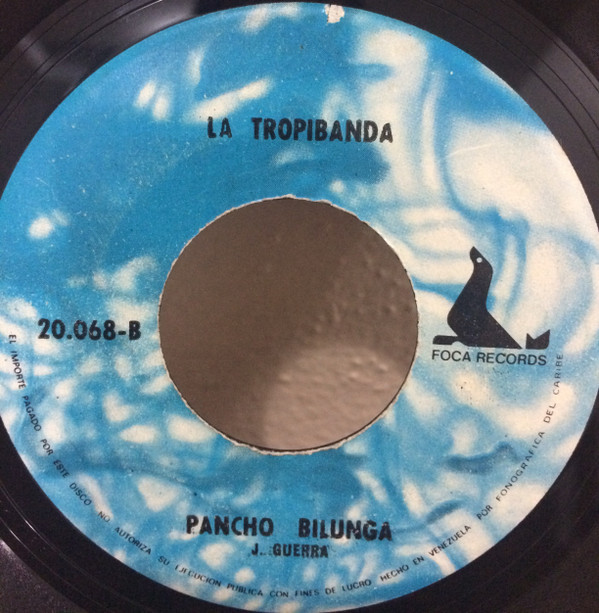 LA TROPIBANDA
20.068-B
FOCA RECORDS
PANCHO BILUNGA
J. GUERRA
EL IMPORTE PAGADO POR ESTE DISCO NO AUTORIZA SU EJECUCION PUBLICA CON FINES DE LUCRO HECHO EN VENEZUELA POR FONOGRAFICA DEL CARIBE